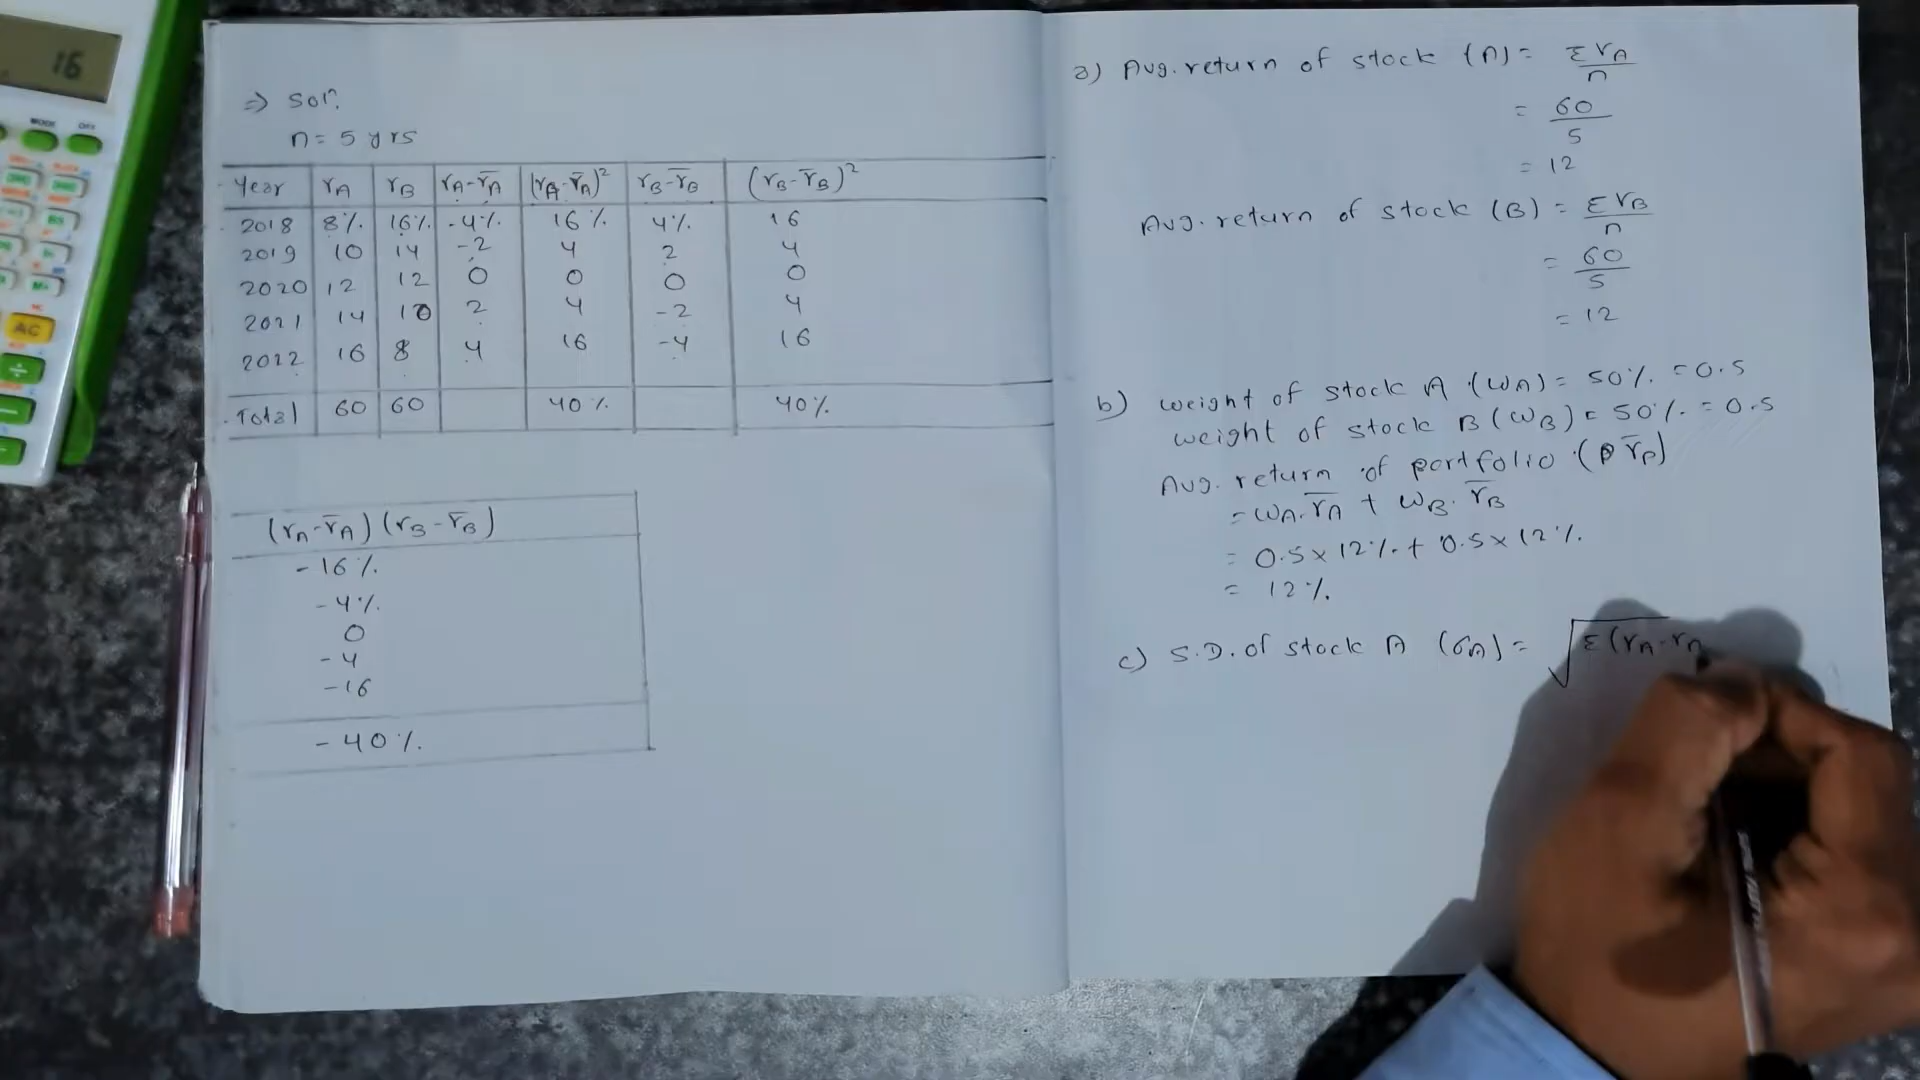 16
MODE OFF
AC
=> Solⁿ.
n = 5 yrs
Year rA rB rA-r̄A (rA-r̄A)² rB-r̄B (rB-r̄B)²
2018 8% 16% -4% 16% 4% 16
2019 10 14 -2 4 2 4
2020 12 12 0 0 0 0
2021 14 10 2 4 -2 4
2022 16 8 4 16 -4 16
Total 60 60 40% 40%
(rA-r̄A)(rB-r̄B)
-16%
-4%
0
-4
-16
-40%
a) Avg. return of stock (A) = ΣrA/n
= 60/5
= 12
Avg. return of stock (B) = ΣrB/n
= 60/5
= 12
b) weight of stock A (wA) = 50% = 0.5
weight of stock B (wB) = 50% = 0.5
Avg. return of portfolio (r̄p)
= wA.r̄A + wB.r̄B
= 0.5 × 12% + 0.5 × 12%
= 12%
c) S.D. of stock A (σA) = √Σ(rA-rA